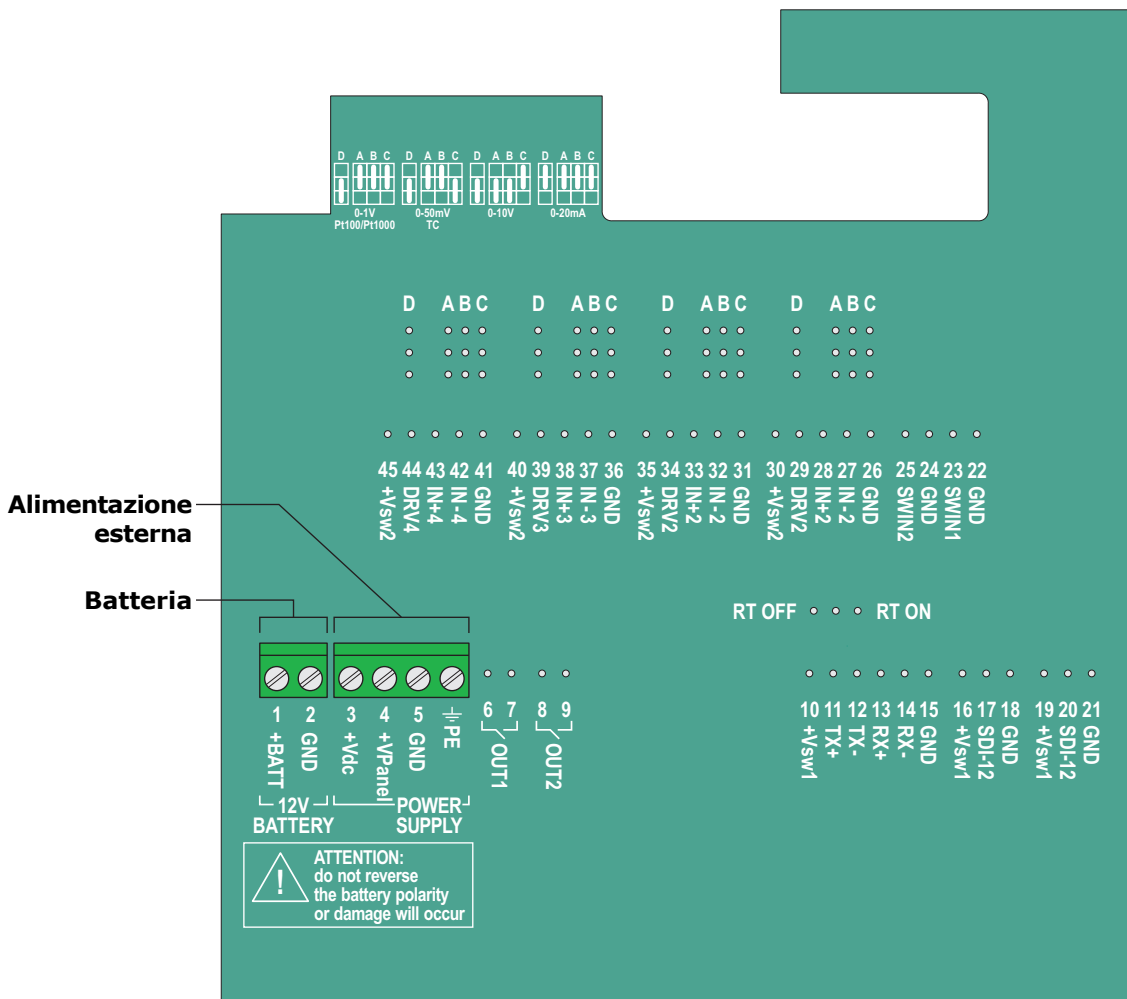 D A B C D A B C D A B C D A B C
0-1V 0-50mV 0-10V 0-20mA
Pt100/Pt1000 TC
D A B C D A B C D A B C D A B C
45 44 43 42 41 40 39 38 37 36 35 34 33 32 31 30 29 28 27 26 25 24 23 22
+Vsw2 DRV4 IN+4 IN-4 GND +Vsw2 DRV3 IN+3 IN-3 GND +Vsw2 DRV2 IN+2 IN-2 GND +Vsw2 DRV2 IN+2 IN-2 GND SWIN2 GND SWIN1 GND
Alimentazione
esterna
Batteria
RT OFF RT ON
1 2 3 4 5 6 7 8 9 10 11 12 13 14 15 16 17 18 19 20 21
+BATT GND +Vdc +VPanel GND PE OUT1 OUT2 +Vsw1 TX+ TX- RX+ RX- GND +Vsw1 SDI-12 GND +Vsw1 SDI-12 GND
12V POWER
BATTERY SUPPLY
! ATTENTION:
do not reverse
the battery polarity
or damage will occur